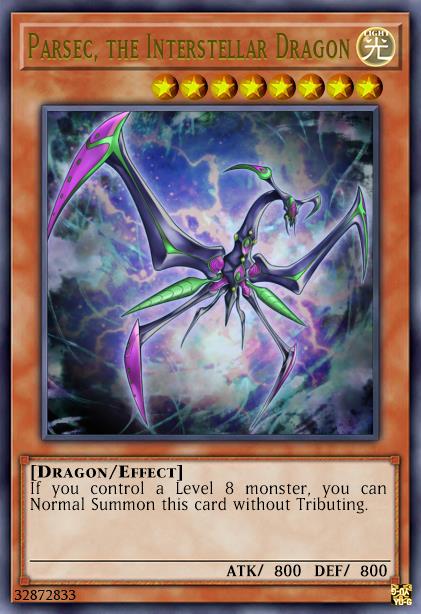 PARSEC, THE INTERSTELLAR DRAGON
LIGHT
光
[DRAGON/EFFECT]
If you control a Level 8 monster, you can
Normal Summon this card without Tributing.
ATK/ 800 DEF/ 800
32872833